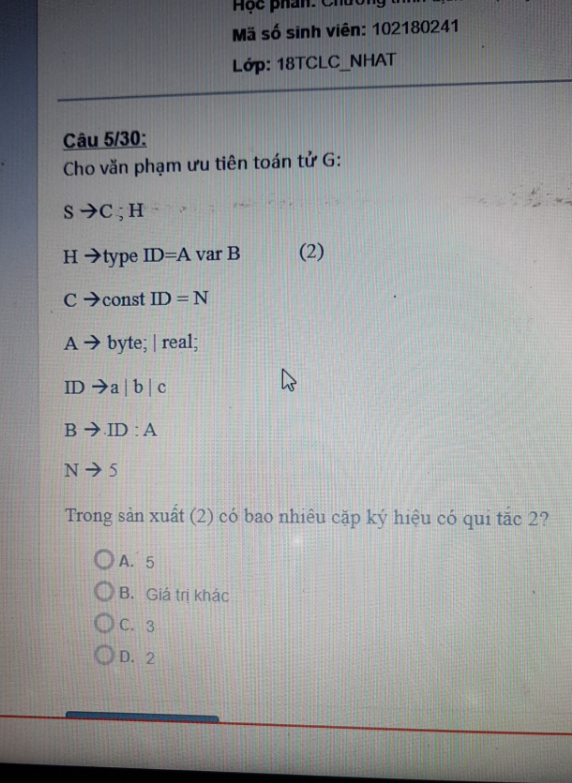 Học phần: Chương trình
Mã số sinh viên: 102180241
Lớp: 18TCLC_NHAT
Câu 5/30:
Cho văn phạm ưu tiên toán tử G:
S →C ; H
H →type ID=A var B (2)
C →const ID = N
A → byte; | real;
ID →a | b | c
B → ID : A
N → 5
Trong sản xuất (2) có bao nhiêu cặp ký hiệu có qui tắc 2?
A. 5
B. Giá trị khác
C. 3
D. 2